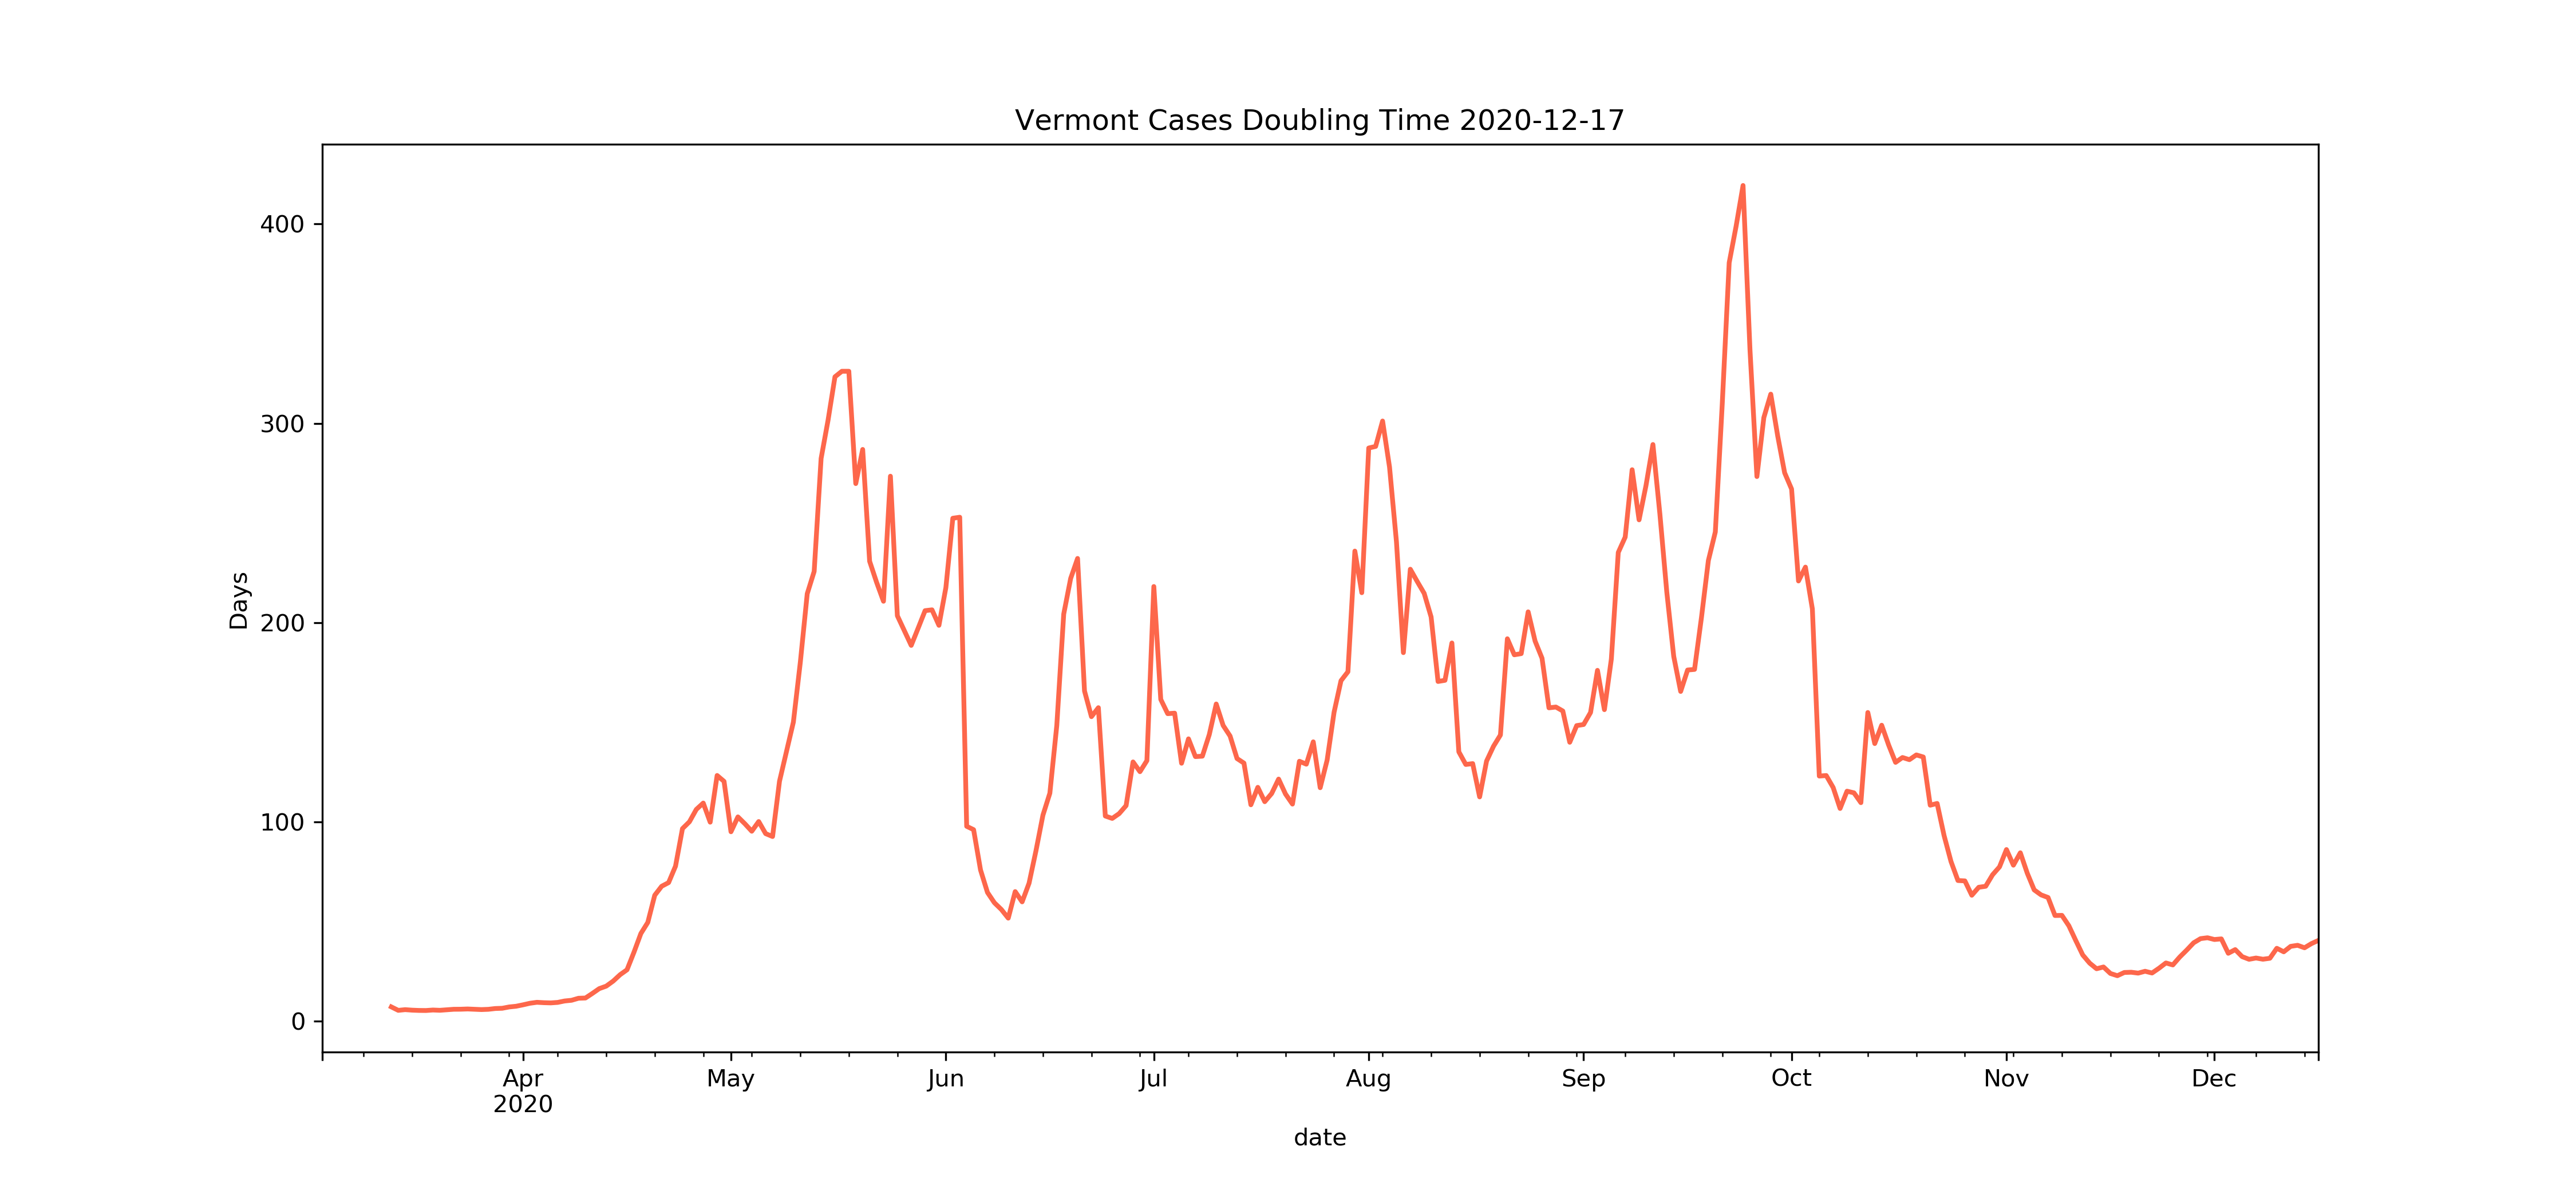 Vermont Cases Doubling Time 2020-12-17
400
300
200
100
0
Days
Apr May Jun Jul Aug Sep Oct Nov Dec
2020
date